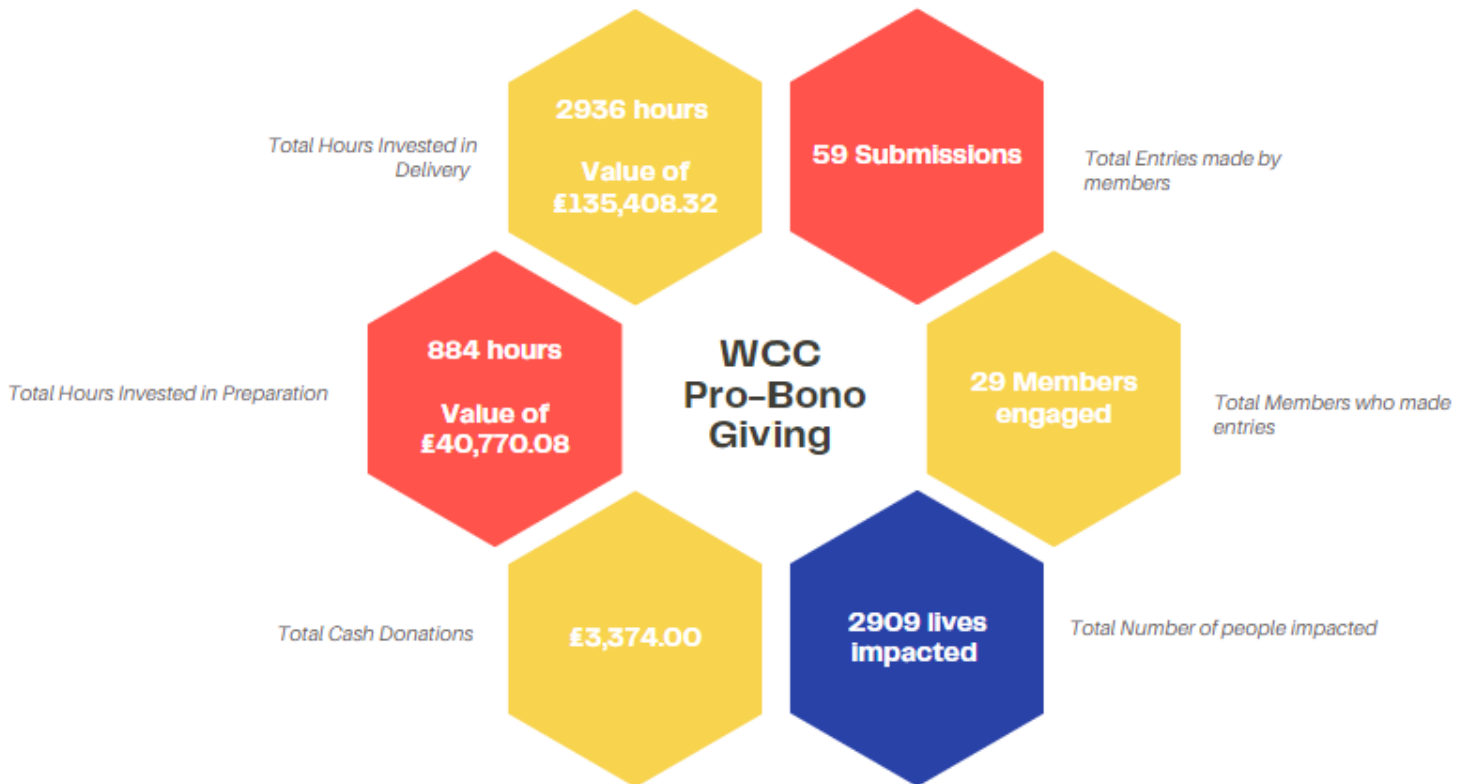 2936 hours
Value of
£135,408.32
Total Hours Invested in
Delivery
59 Submissions
Total Entries made by
members
884 hours
Value of
£40,770.08
Total Hours Invested in Preparation
WCC
Pro-Bono
Giving
29 Members
engaged
Total Members who made
entries
£3,374.00
Total Cash Donations
2909 lives
impacted
Total Number of people impacted